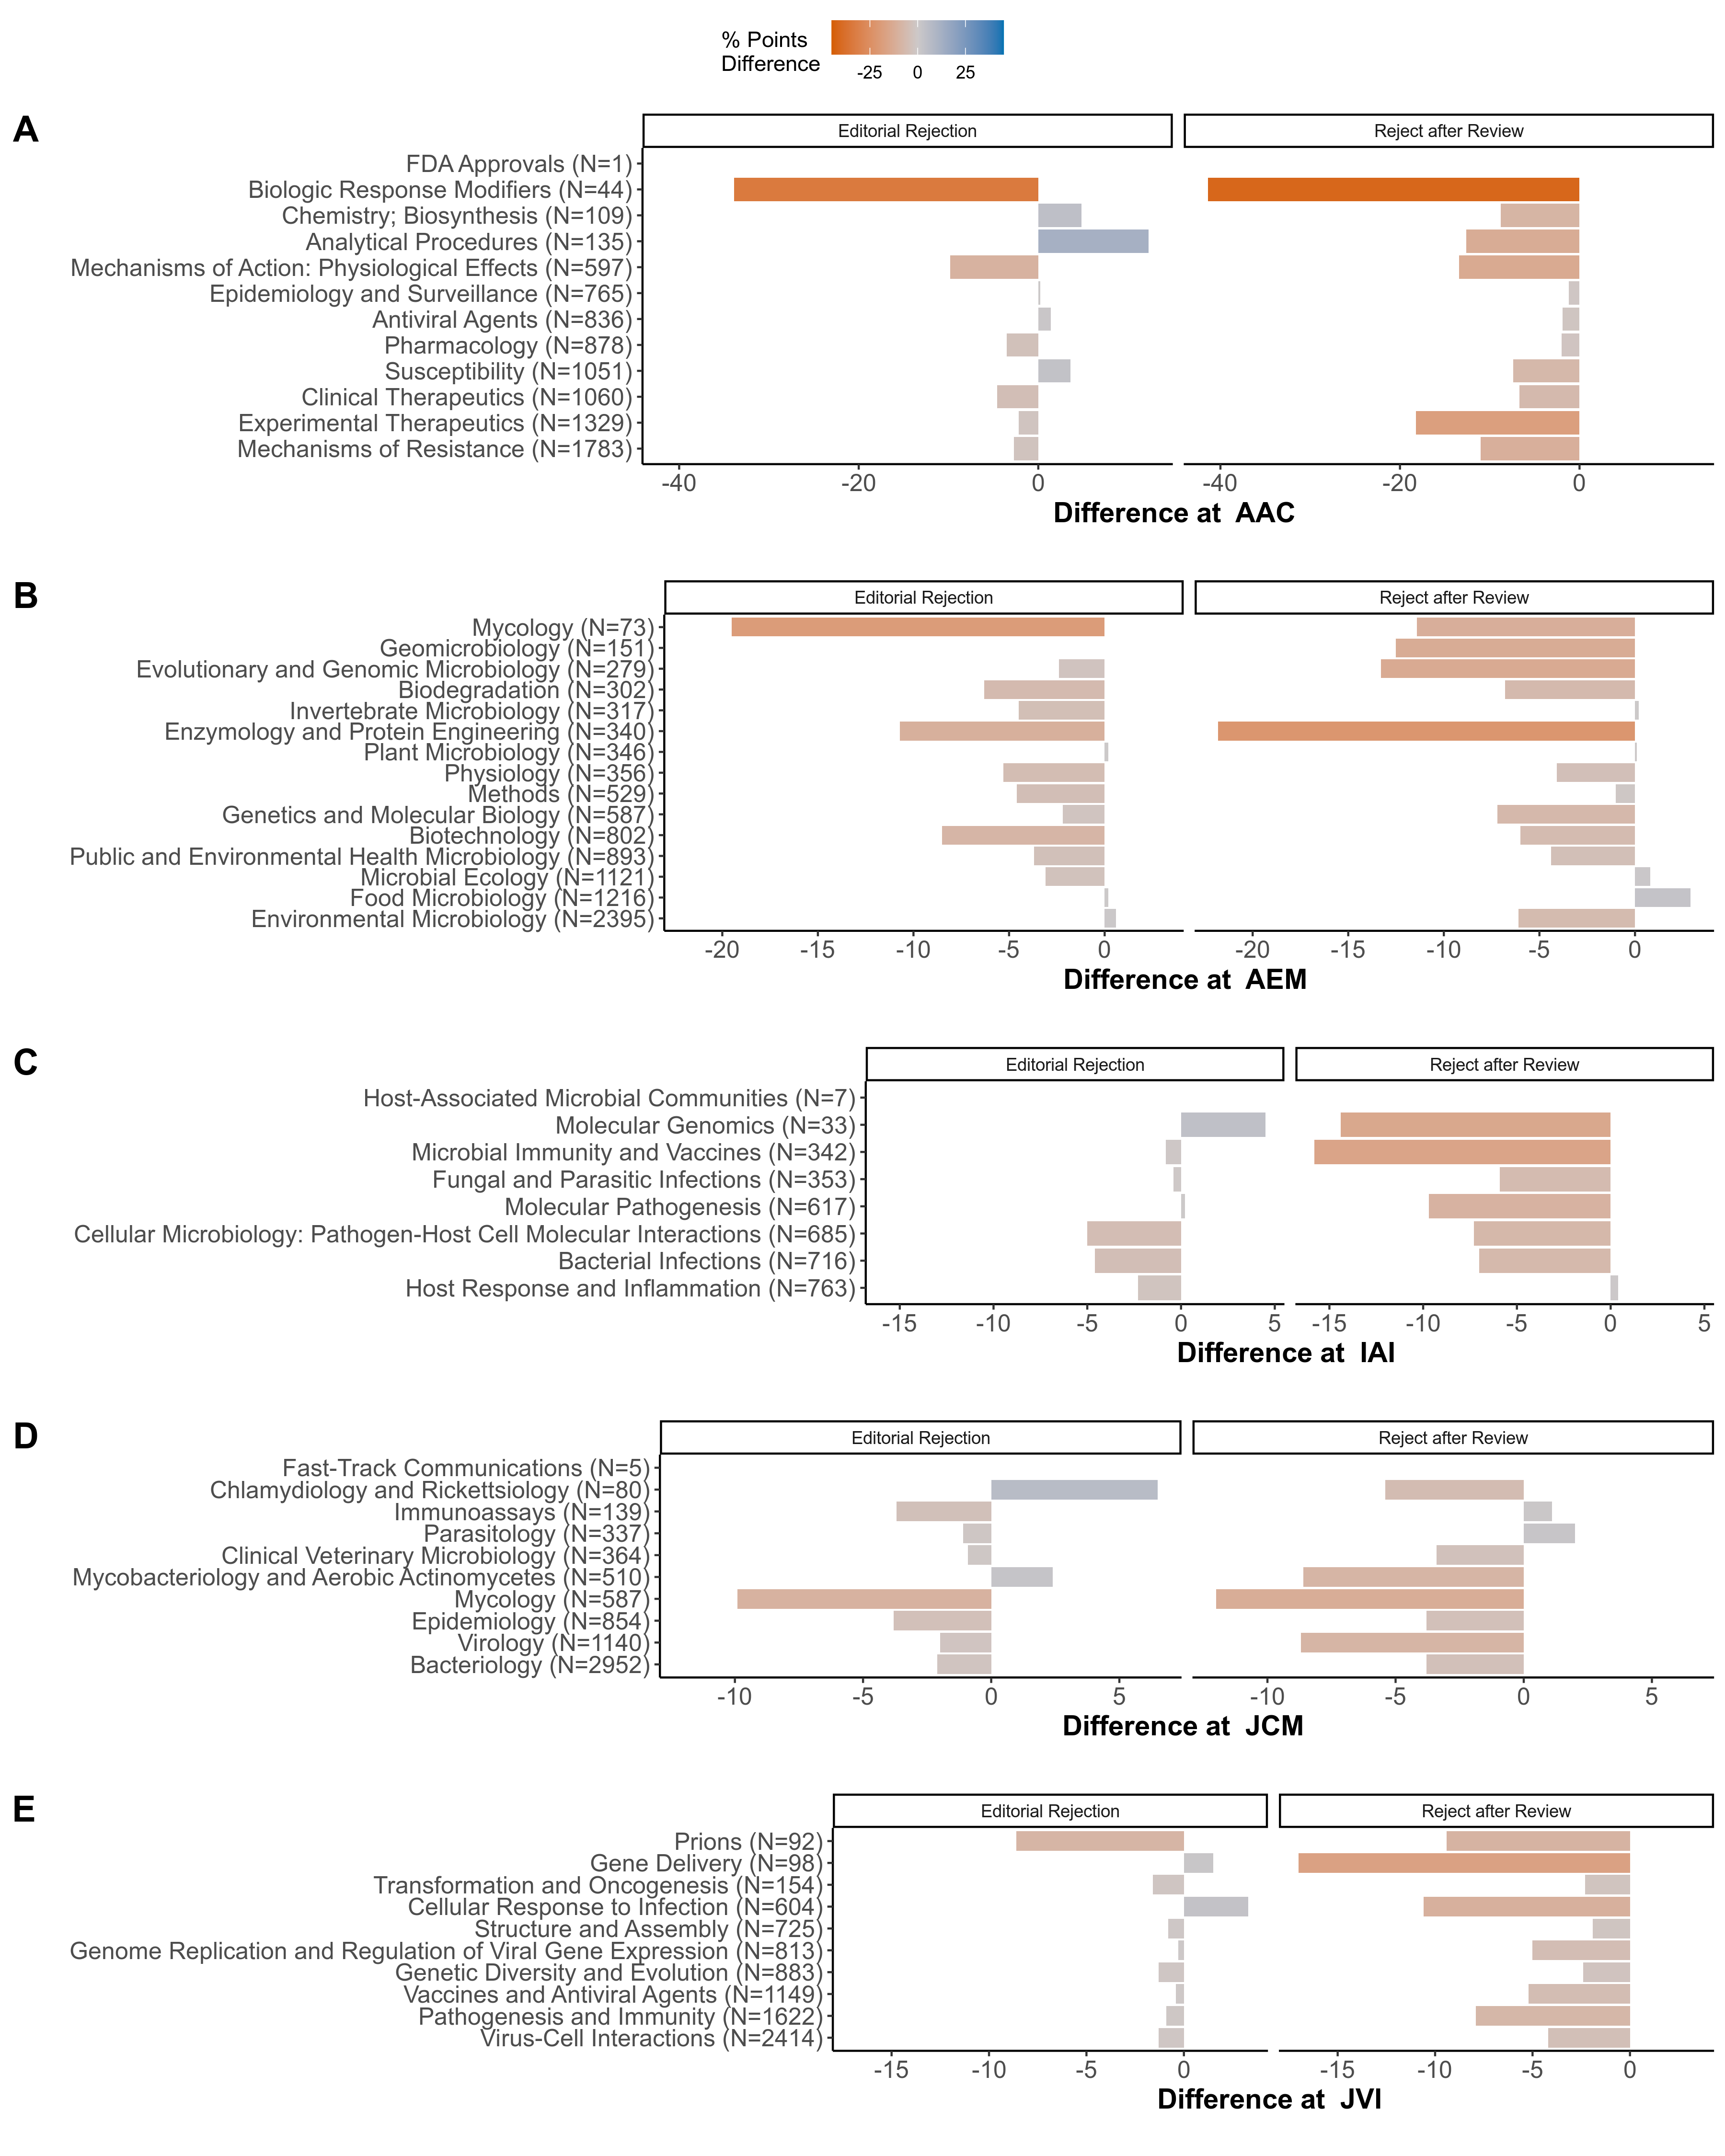 % Points
Difference
-25 0 25
A
Editorial Rejection Reject after Review
FDA Approvals (N=1)
Biologic Response Modifiers (N=44)
Chemistry; Biosynthesis (N=109)
Analytical Procedures (N=135)
Mechanisms of Action: Physiological Effects (N=597)
Epidemiology and Surveillance (N=765)
Antiviral Agents (N=836)
Pharmacology (N=878)
Susceptibility (N=1051)
Clinical Therapeutics (N=1060)
Experimental Therapeutics (N=1329)
Mechanisms of Resistance (N=1783)
-40 -20 0 -40 -20 0
Difference at AAC
B
Editorial Rejection Reject after Review
Mycology (N=73)
Geomicrobiology (N=151)
Evolutionary and Genomic Microbiology (N=279)
Biodegradation (N=302)
Invertebrate Microbiology (N=317)
Enzymology and Protein Engineering (N=340)
Plant Microbiology (N=346)
Physiology (N=356)
Methods (N=529)
Genetics and Molecular Biology (N=587)
Biotechnology (N=802)
Public and Environmental Health Microbiology (N=893)
Microbial Ecology (N=1121)
Food Microbiology (N=1216)
Environmental Microbiology (N=2395)
-20 -15 -10 -5 0 -20 -15 -10 -5 0
Difference at AEM
C
Editorial Rejection Reject after Review
Host-Associated Microbial Communities (N=7)
Molecular Genomics (N=33)
Microbial Immunity and Vaccines (N=342)
Fungal and Parasitic Infections (N=353)
Molecular Pathogenesis (N=617)
Cellular Microbiology: Pathogen-Host Cell Molecular Interactions (N=685)
Bacterial Infections (N=716)
Host Response and Inflammation (N=763)
-15 -10 -5 0 5 -15 -10 -5 0 5
Difference at IAI
D
Editorial Rejection Reject after Review
Fast-Track Communications (N=5)
Chlamydiology and Rickettsiology (N=80)
Immunoassays (N=139)
Parasitology (N=337)
Clinical Veterinary Microbiology (N=364)
Mycobacteriology and Aerobic Actinomycetes (N=510)
Mycology (N=587)
Epidemiology (N=854)
Virology (N=1140)
Bacteriology (N=2952)
-10 -5 0 5 -10 -5 0 5
Difference at JCM
E
Editorial Rejection Reject after Review
Prions (N=92)
Gene Delivery (N=98)
Transformation and Oncogenesis (N=154)
Cellular Response to Infection (N=604)
Structure and Assembly (N=725)
Genome Replication and Regulation of Viral Gene Expression (N=813)
Genetic Diversity and Evolution (N=883)
Vaccines and Antiviral Agents (N=1149)
Pathogenesis and Immunity (N=1622)
Virus-Cell Interactions (N=2414)
-15 -10 -5 0 -15 -10 -5 0
Difference at JVI